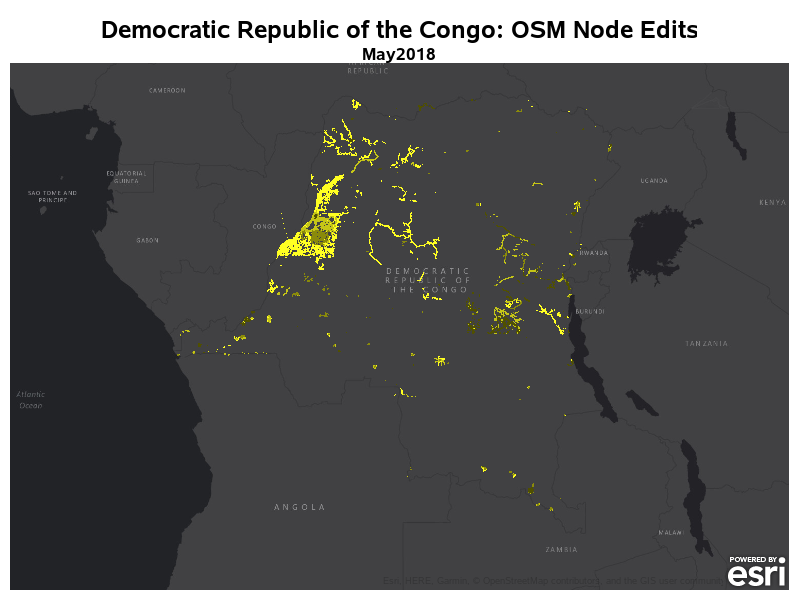 Democratic Republic of the Congo: OSM Node Edits
May2018
REPUBLIC
CAMEROON
EQUATORIAL
GUINEA
SAO TOME AND
PRINCIPE
UGANDA
KENYA
CONGO
GABON
RWANDA
DEMOCRATIC
REPUBLIC OF
THE CONGO
BURUNDI
TANZANIA
Atlantic
Ocean
ANGOLA
MALAWI
ZAMBIA
POWERED BY
esri
Esri, HERE, Garmin, © OpenStreetMap contributors, and the GIS user